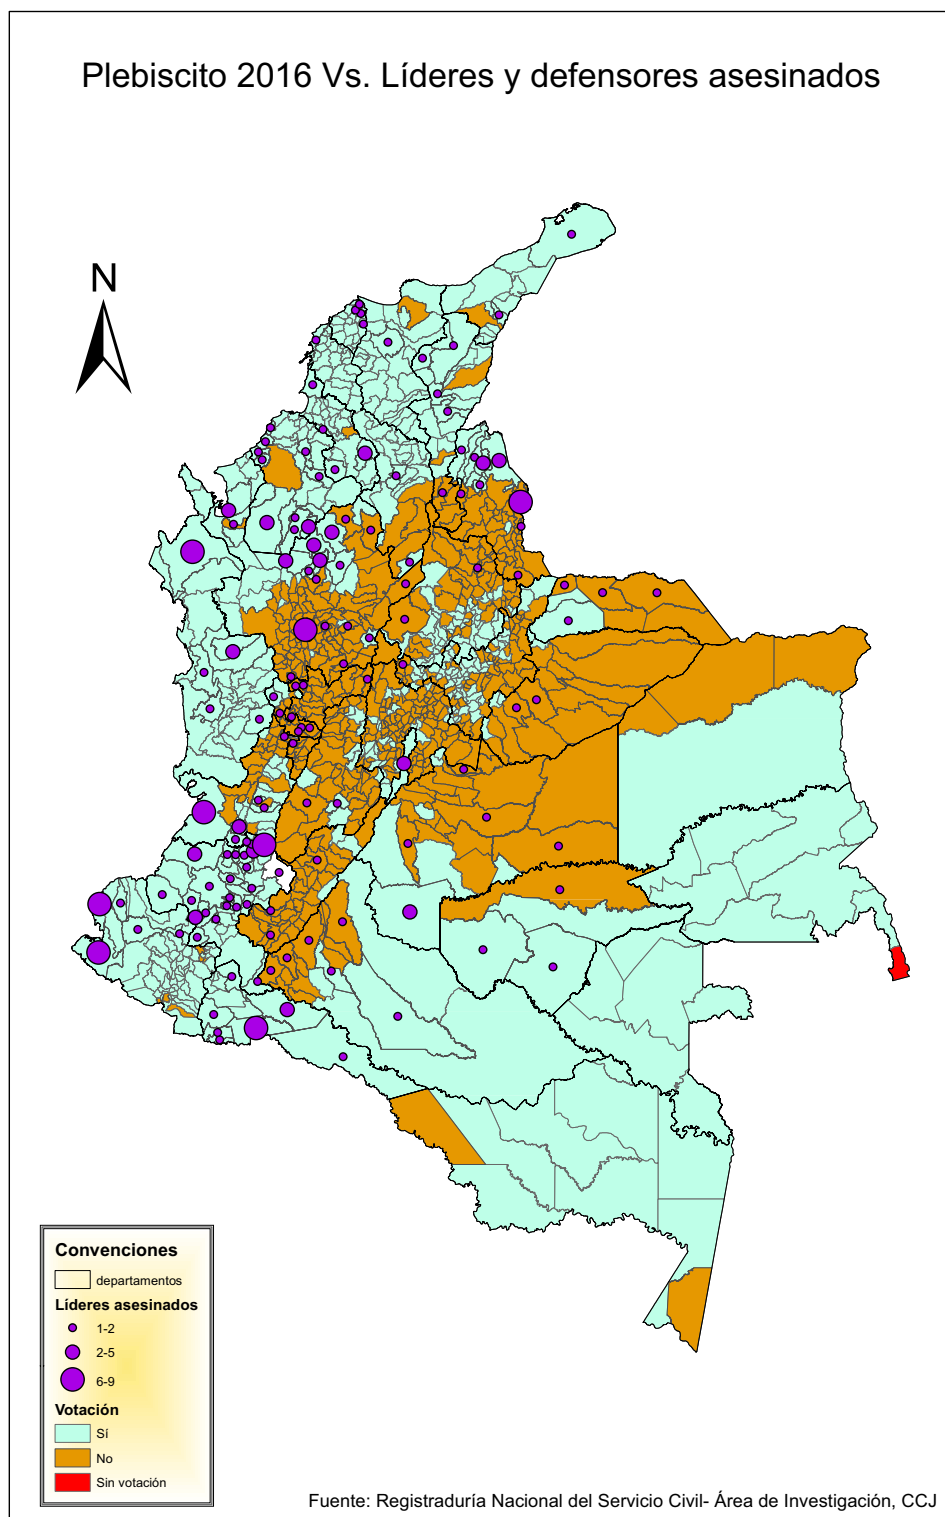 Plebiscito 2016 Vs. Líderes y defensores asesinados
N
Convenciones
departamentos
Líderes asesinados
1-2
2-5
6-9
Votación
Sí
No
Sin votación
Fuente: Registraduría Nacional del Servicio Civil- Área de Investigación, CCJ